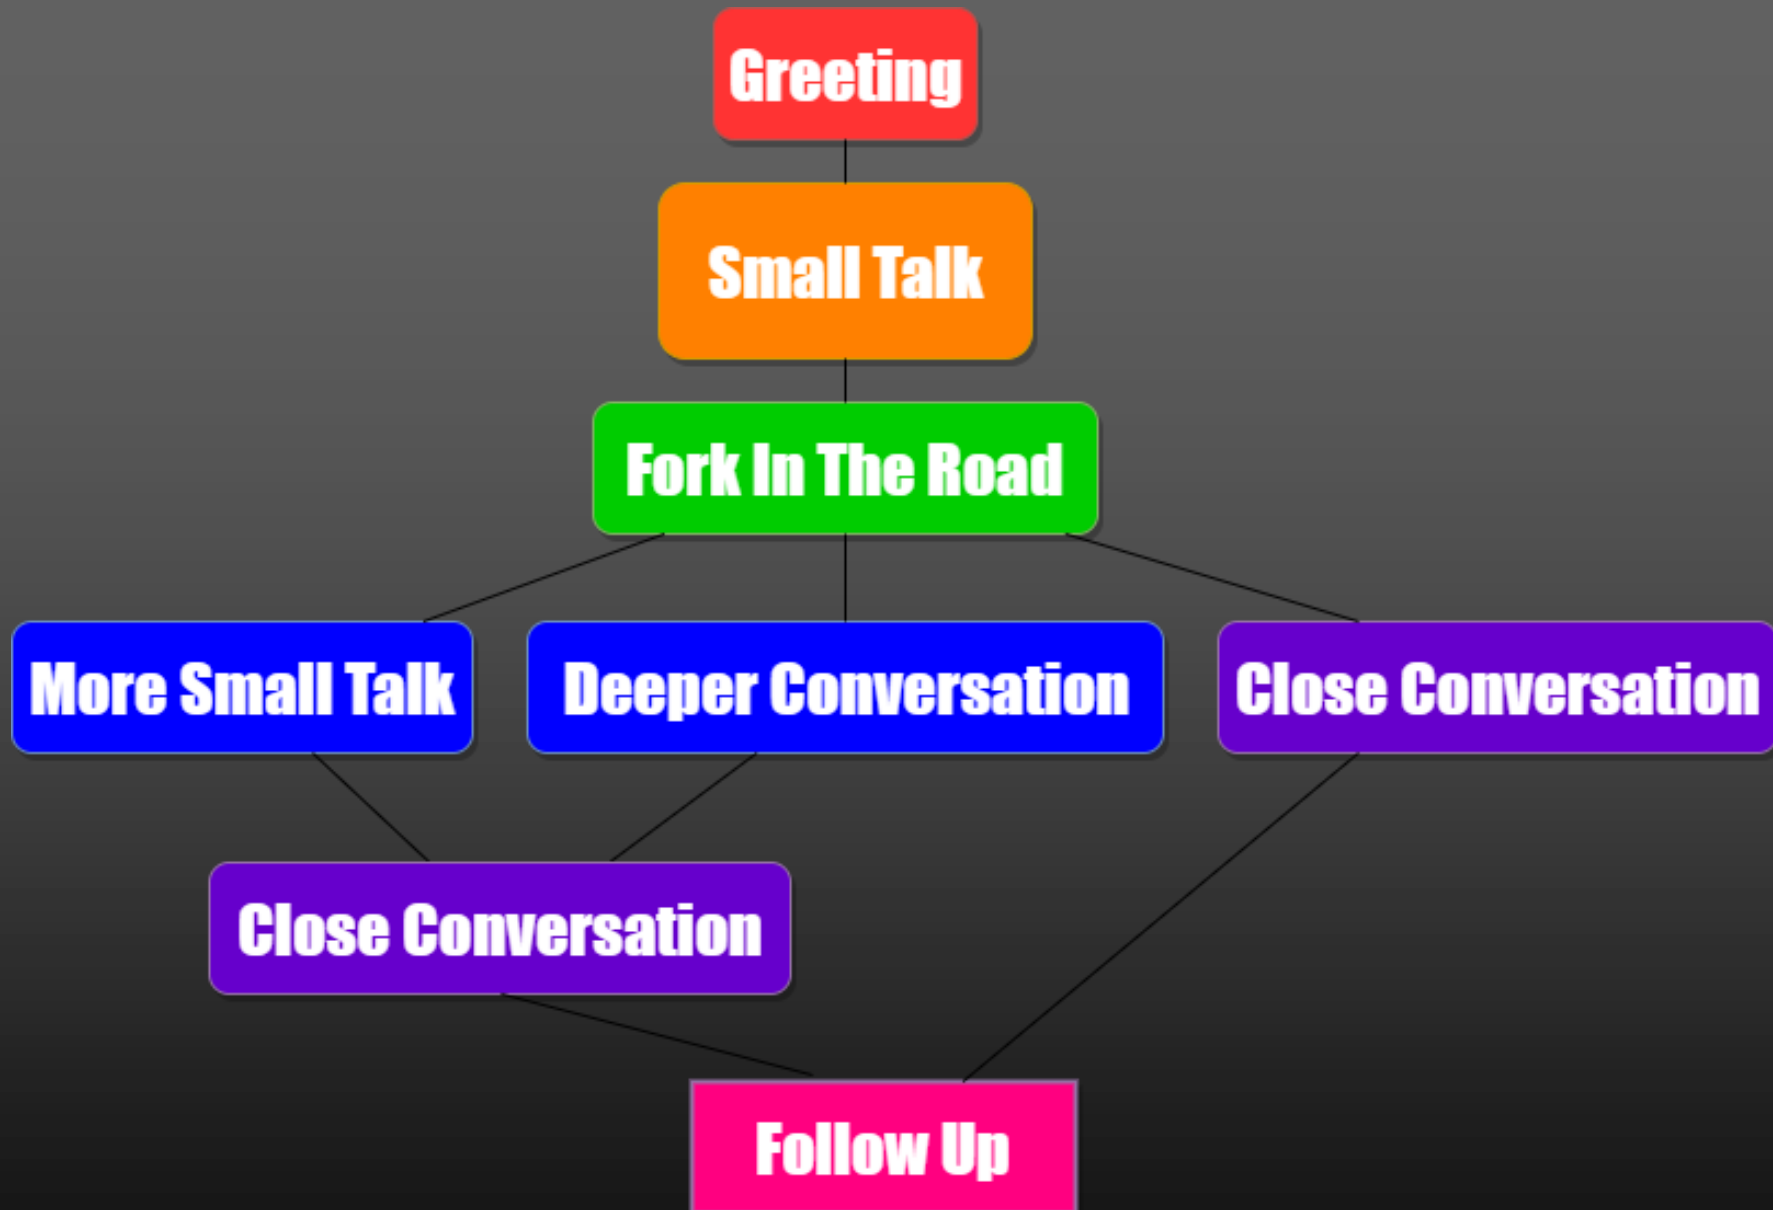 Greeting
Small Talk
Fork In The Road
More Small Talk
Deeper Conversation
Close Conversation
Close Conversation
Follow Up